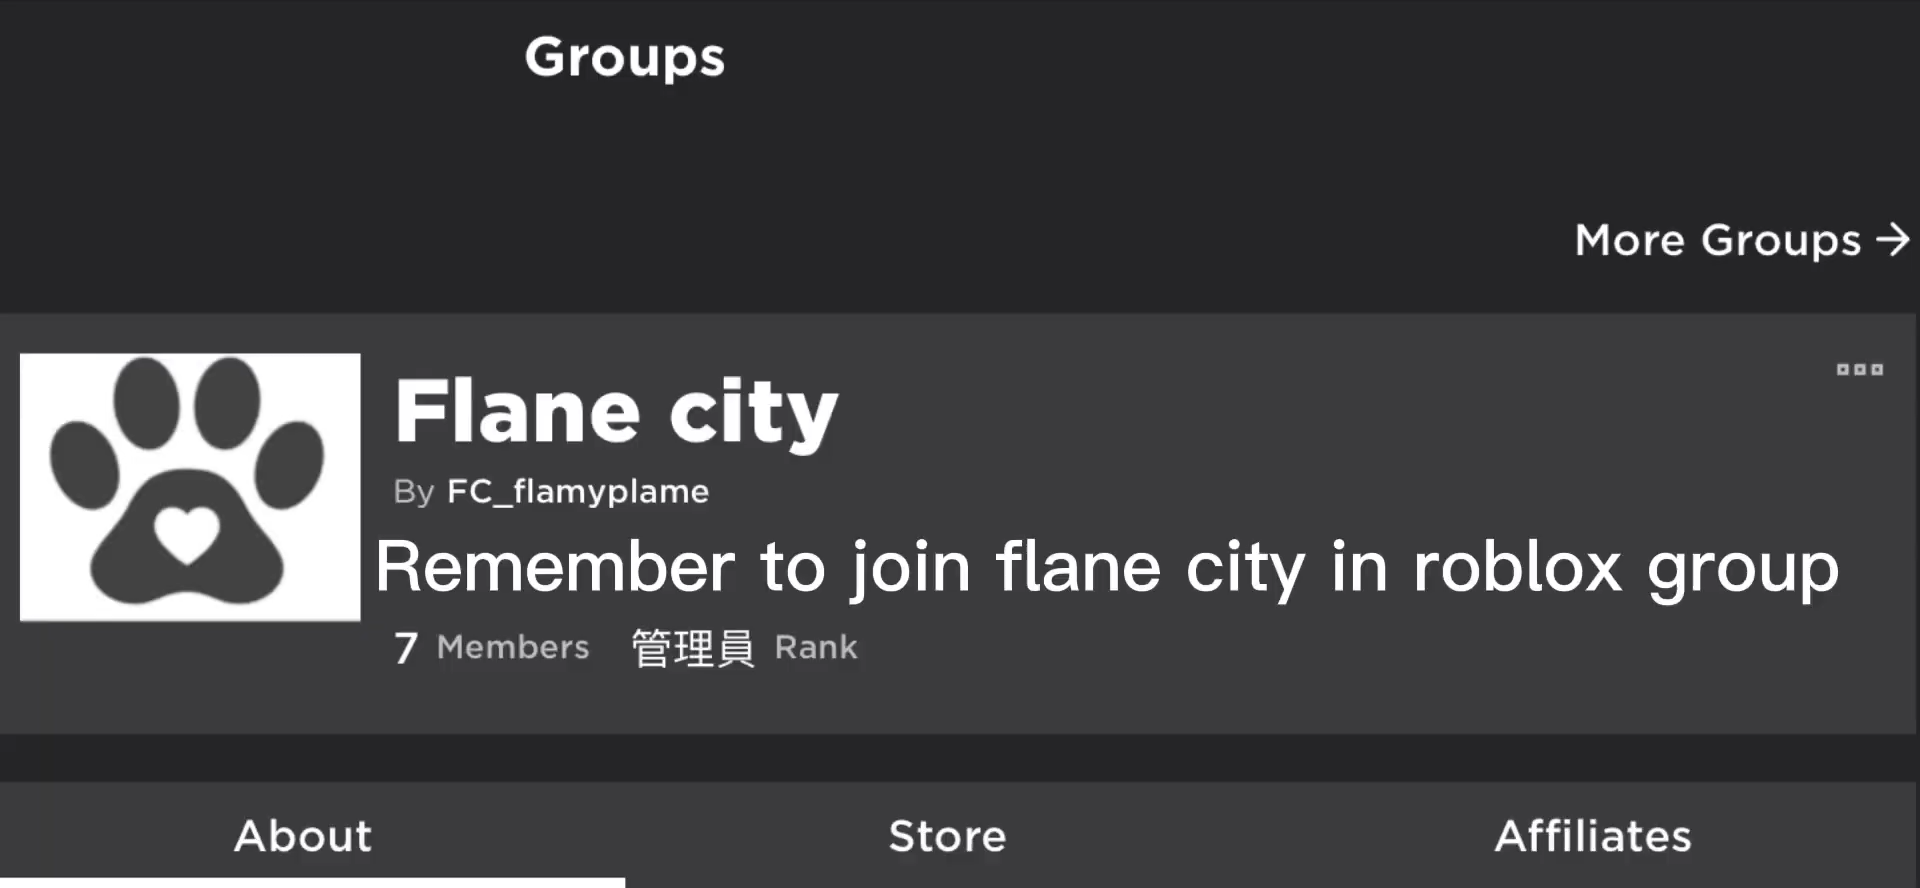 Groups
More Groups →
Flane city
By FC_flamyplame
Remember to join flane city in roblox group
7 Members 管理員 Rank
About Store Affiliates